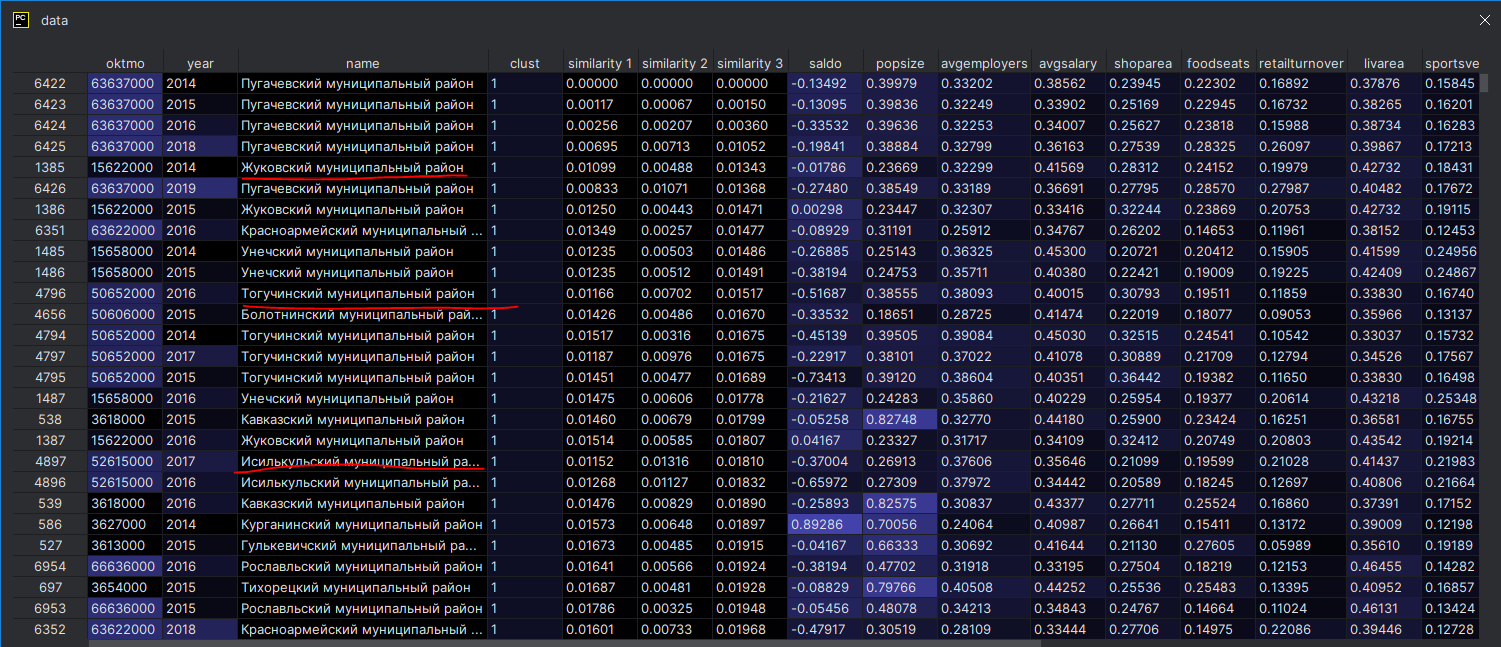 PC data
oktmo year name clust similarity 1 similarity 2 similarity 3 saldo popsize avgemployers avgsalary shoparea foodseats retailturnover livarea sportsve
6422 63637000 2014 Пугачевский муниципальный район 1 0.00000 0.00000 0.00000 -0.13492 0.39979 0.33202 0.38562 0.23945 0.22302 0.16892 0.37876 0.15845
6423 63637000 2015 Пугачевский муниципальный район 1 0.00117 0.00067 0.00150 -0.13095 0.39836 0.32249 0.33902 0.25169 0.22945 0.16732 0.38265 0.16201
6424 63637000 2016 Пугачевский муниципальный район 1 0.00256 0.00207 0.00360 -0.33532 0.39636 0.32253 0.34007 0.25627 0.23818 0.15988 0.38734 0.16283
6425 63637000 2018 Пугачевский муниципальный район 1 0.00695 0.00713 0.01052 -0.19841 0.38884 0.32799 0.36163 0.27539 0.28325 0.26097 0.39867 0.17213
1385 15622000 2014 Жуковский муниципальный район 1 0.01099 0.00488 0.01343 -0.01786 0.23669 0.32299 0.41569 0.28312 0.24152 0.19979 0.42732 0.18431
6426 63637000 2019 Пугачевский муниципальный район 1 0.00833 0.01071 0.01368 -0.27480 0.38549 0.33189 0.36691 0.27795 0.28570 0.27987 0.40482 0.17672
1386 15622000 2015 Жуковский муниципальный район 1 0.01250 0.00443 0.01471 0.00298 0.23447 0.32307 0.33416 0.32244 0.23869 0.20753 0.42732 0.19115
6351 63622000 2016 Красноармейский муниципальный ... 1 0.01349 0.00257 0.01477 -0.08929 0.31191 0.25912 0.34767 0.26202 0.14653 0.11961 0.38152 0.12453
1485 15658000 2014 Унечский муниципальный район 1 0.01235 0.00503 0.01486 -0.26885 0.25143 0.36325 0.45300 0.20721 0.20412 0.15905 0.41599 0.24956
1486 15658000 2015 Унечский муниципальный район 1 0.01235 0.00512 0.01491 -0.38194 0.24753 0.35711 0.40380 0.22421 0.19009 0.19225 0.42409 0.24867
4796 50652000 2016 Тогучинский муниципальный район 1 0.01166 0.00702 0.01517 -0.51687 0.38555 0.38093 0.40015 0.30793 0.19511 0.11859 0.33830 0.16740
4656 50606000 2015 Болотнинский муниципальный рай... 1 0.01426 0.00486 0.01670 -0.33532 0.18651 0.28725 0.41474 0.22019 0.18077 0.09053 0.35966 0.13137
4794 50652000 2014 Тогучинский муниципальный район 1 0.01517 0.00316 0.01675 -0.45139 0.39505 0.39084 0.45030 0.32515 0.24541 0.10542 0.33037 0.15732
4797 50652000 2017 Тогучинский муниципальный район 1 0.01187 0.00976 0.01675 -0.22917 0.38101 0.37022 0.41078 0.30889 0.21709 0.12794 0.34526 0.17567
4795 50652000 2015 Тогучинский муниципальный район 1 0.01451 0.00477 0.01689 -0.73413 0.39120 0.38604 0.40351 0.36442 0.19382 0.11650 0.33830 0.16498
1487 15658000 2016 Унечский муниципальный район 1 0.01475 0.00606 0.01778 -0.21627 0.24283 0.35860 0.40229 0.25954 0.19377 0.20614 0.43218 0.25348
538 3618000 2015 Кавказский муниципальный район 1 0.01460 0.00679 0.01799 -0.05258 0.82748 0.32770 0.44180 0.25900 0.23424 0.16251 0.36581 0.16755
1387 15622000 2016 Жуковский муниципальный район 1 0.01514 0.00585 0.01807 0.04167 0.23327 0.31717 0.34109 0.32412 0.20749 0.20803 0.43542 0.19214
4897 52615000 2017 Исилькульский муниципальный ра... 1 0.01152 0.01316 0.01810 -0.37004 0.26913 0.37606 0.35646 0.21099 0.19599 0.21028 0.41437 0.21983
4896 52615000 2016 Исилькульский муниципальный ра... 1 0.01268 0.01127 0.01832 -0.65972 0.27309 0.37972 0.34442 0.20589 0.18245 0.12697 0.40806 0.21664
539 3618000 2016 Кавказский муниципальный район 1 0.01476 0.00829 0.01890 -0.25893 0.82575 0.30837 0.43377 0.27711 0.25524 0.16860 0.37391 0.17152
586 3627000 2014 Курганинский муниципальный район 1 0.01573 0.00648 0.01897 0.89286 0.70056 0.24064 0.40987 0.26641 0.15411 0.13172 0.39009 0.12198
527 3613000 2015 Гулькевичский муниципальный ра... 1 0.01673 0.00485 0.01915 -0.04167 0.66333 0.30692 0.41644 0.21130 0.27605 0.05989 0.35610 0.19189
6954 66636000 2016 Рославльский муниципальный район 1 0.01641 0.00566 0.01924 -0.38194 0.47702 0.31918 0.33195 0.27504 0.18219 0.12153 0.46455 0.14282
697 3654000 2015 Тихорецкий муниципальный район 1 0.01687 0.00481 0.01928 -0.08829 0.79766 0.40508 0.44252 0.25536 0.25483 0.13395 0.40952 0.16857
6953 66636000 2015 Рославльский муниципальный район 1 0.01786 0.00325 0.01948 -0.05456 0.48078 0.34213 0.34843 0.24767 0.14664 0.11024 0.46131 0.13424
6352 63622000 2018 Красноармейский муниципальный ... 1 0.01601 0.00733 0.01968 -0.47917 0.30519 0.28109 0.33444 0.27706 0.14975 0.22086 0.39446 0.12728